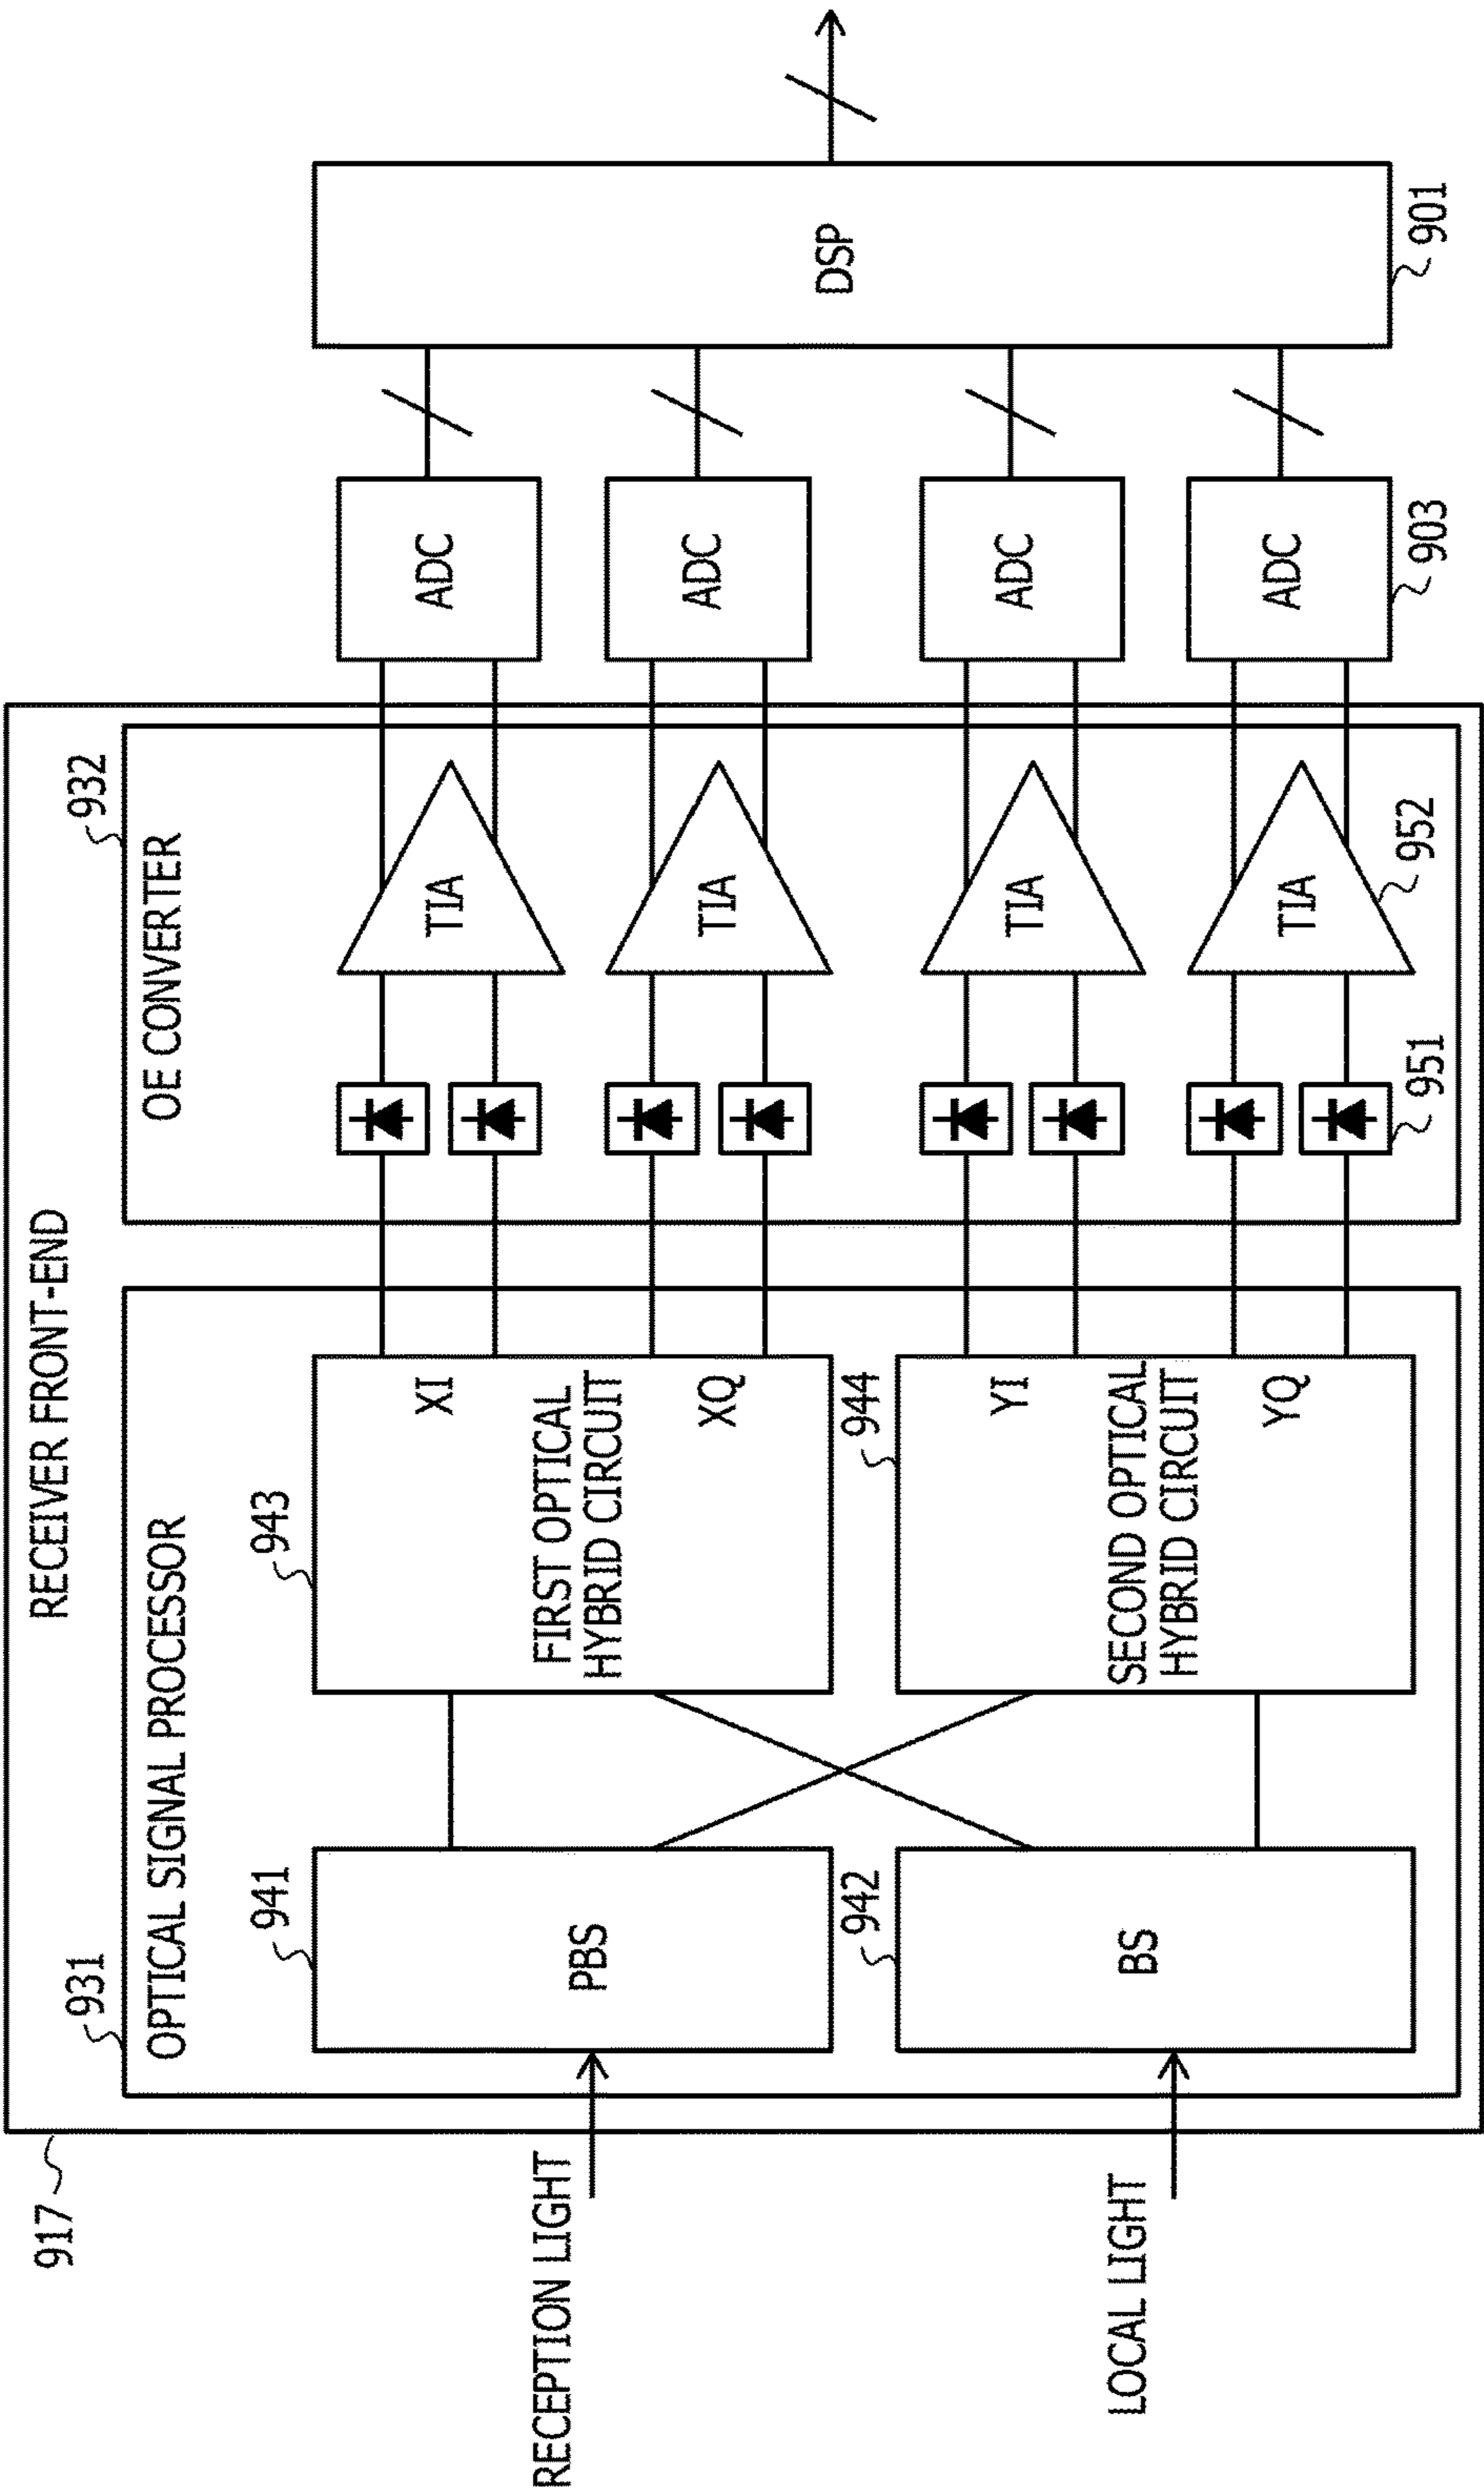 917
RECEIVER FRONT-END
931
OPTICAL SIGNAL PROCESSOR
932
OE CONVERTER
RECEPTION LIGHT
LOCAL LIGHT
941
PBS
942
BS
943
FIRST OPTICAL
HYBRID CIRCUIT
XI
XQ
944
SECOND OPTICAL
HYBRID CIRCUIT
YI
YQ
951
TIA
TIA
TIA
TIA
952
ADC
ADC
ADC
ADC
903
DSP
901